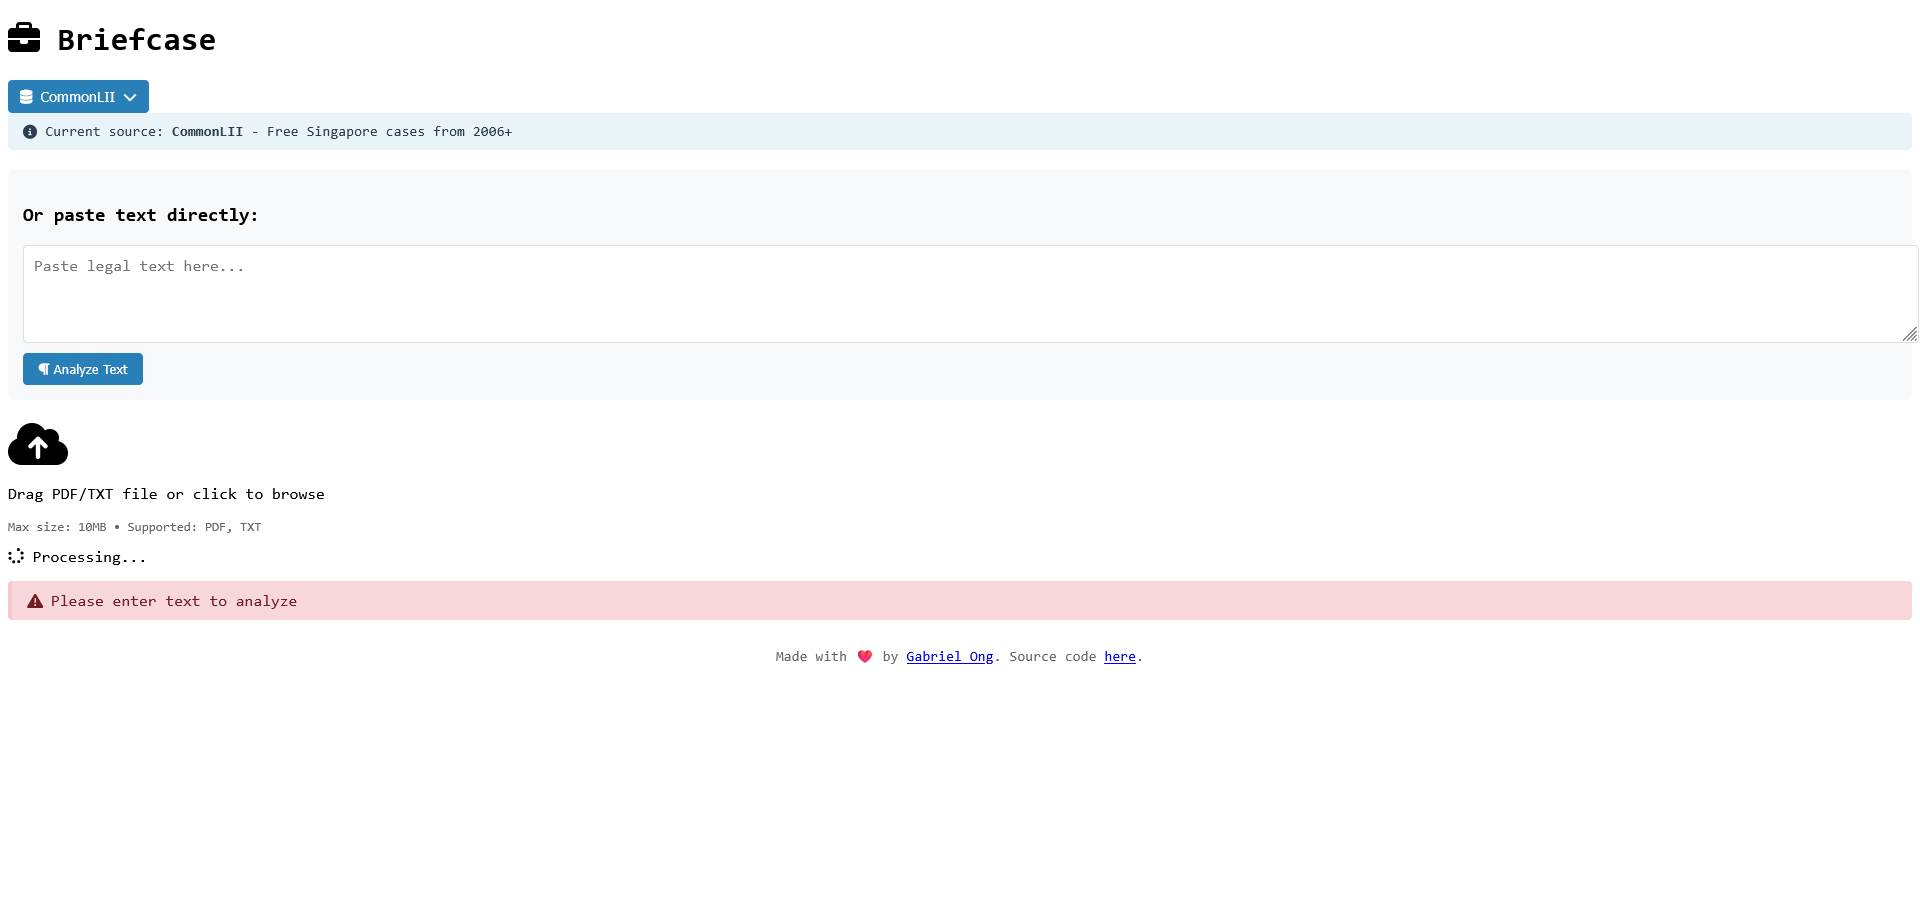 Briefcase
CommonLII
Current source: CommonLII - Free Singapore cases from 2006+
Or paste text directly:
Paste legal text here...
¶ Analyze Text
Drag PDF/TXT file or click to browse
Max size: 10MB • Supported: PDF, TXT
Processing...
Please enter text to analyze
Made with ❤️ by Gabriel Ong. Source code here.